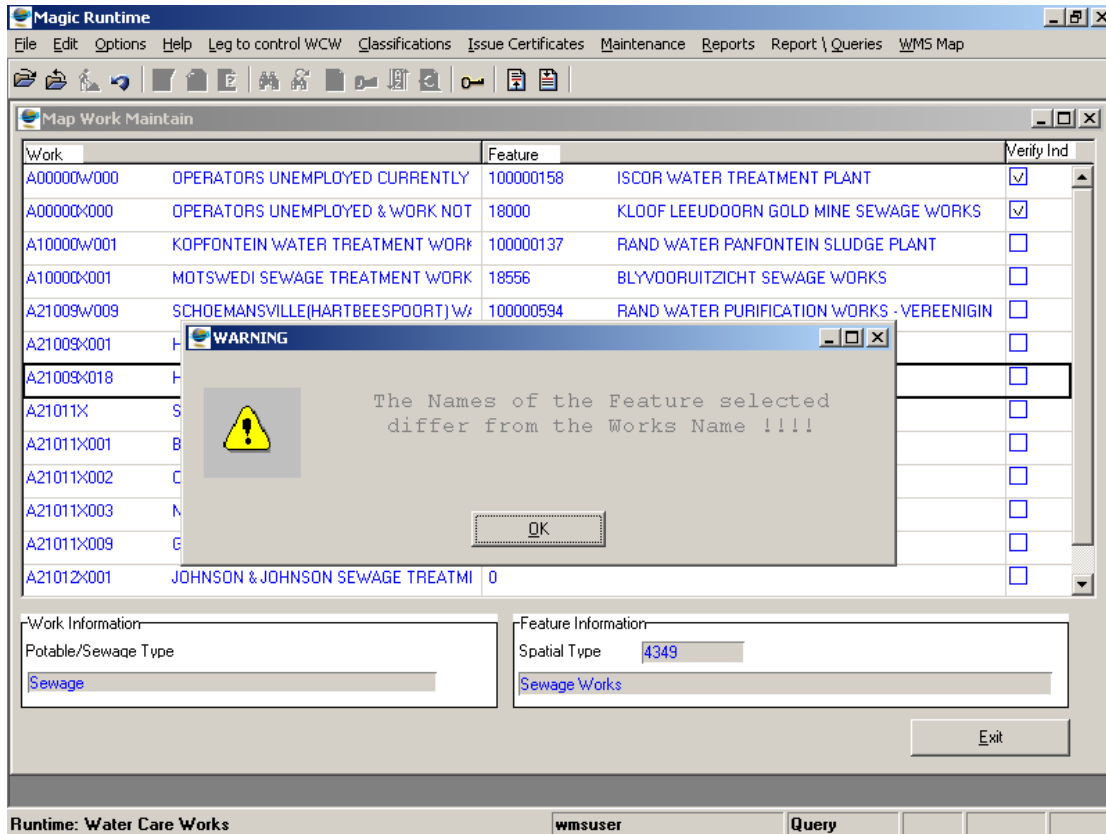 Magic Runtime
File Edit Options Help Leg to control WCW Classifications Issue Certificates Maintenance Reports Report \ Queries WMS Map
Map Work Maintain
Work Feature Verify Ind
A00000W000 OPERATORS UNEMPLOYED CURRENTLY 100000158 ISCOR WATER TREATMENT PLANT
A00000X000 OPERATORS UNEMPLOYED & WORK NOT 18000 KLOOF LEEUDOORN GOLD MINE SEWAGE WORKS
A10000W001 KOPFONTEIN WATER TREATMENT WORK 100000137 RAND WATER PANFONTEIN SLUDGE PLANT
A10000X001 MOTSWEDI SEWAGE TREATMENT WORK 18556 BLYVOORUITZICHT SEWAGE WORKS
A21009W009 SCHOEMANSVILLE(HARTBEESPOORT) WA 100000594 RAND WATER PURIFICATION WORKS - VEREENIGIN
A21009X001 H
WARNING
A21009X018 H
The Names of the Feature selected
differ from the Works Name !!!!
A21011X S
A21011X001 B
A21011X002
A21011X003 N
OK
A21011X009 G
A21012X001 JOHNSON & JOHNSON SEWAGE TREATMI 0
Work Information Feature Information
Potable/Sewage Type Spatial Type 4349
Sewage Sewage Works
Exit
Runtime: Water Care Works wmsuser Query